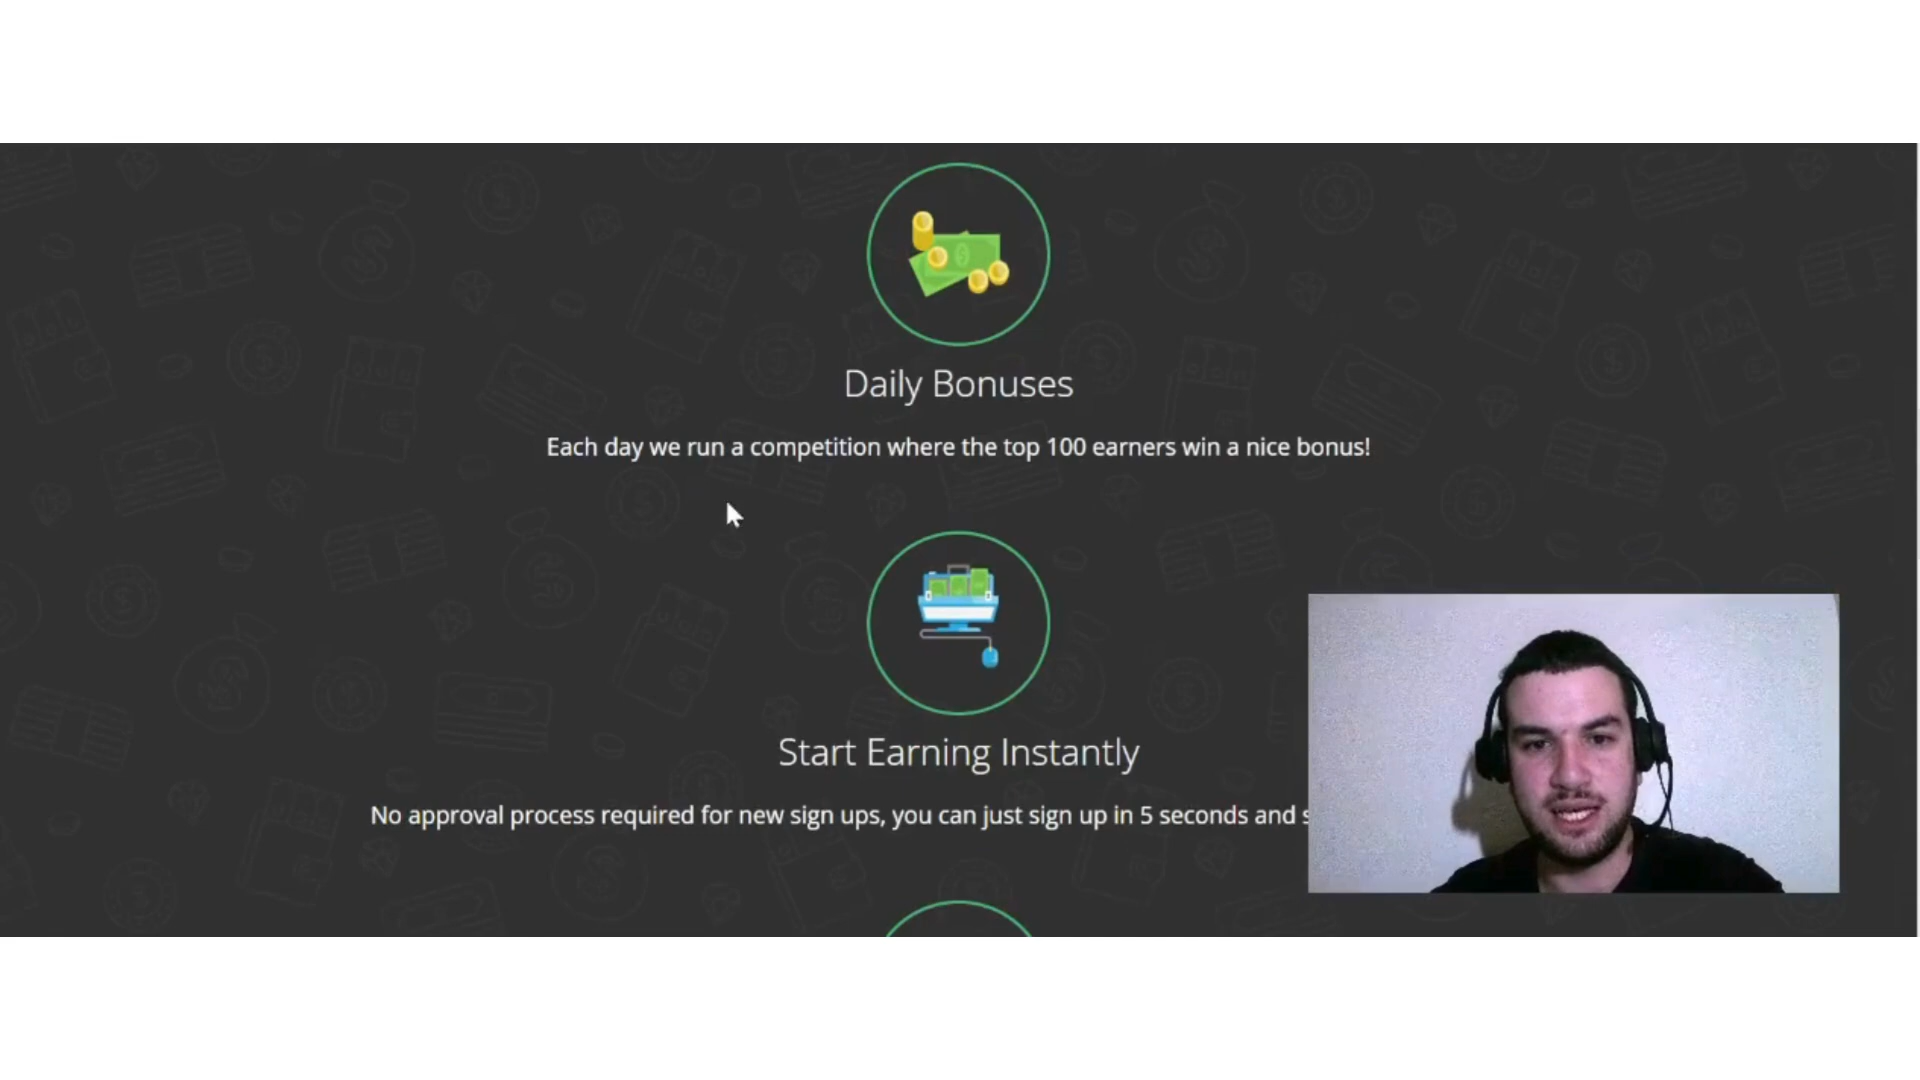 Daily Bonuses
Each day we run a competition where the top 100 earners win a nice bonus!
Start Earning Instantly
No approval process required for new sign ups, you can just sign up in 5 seconds and